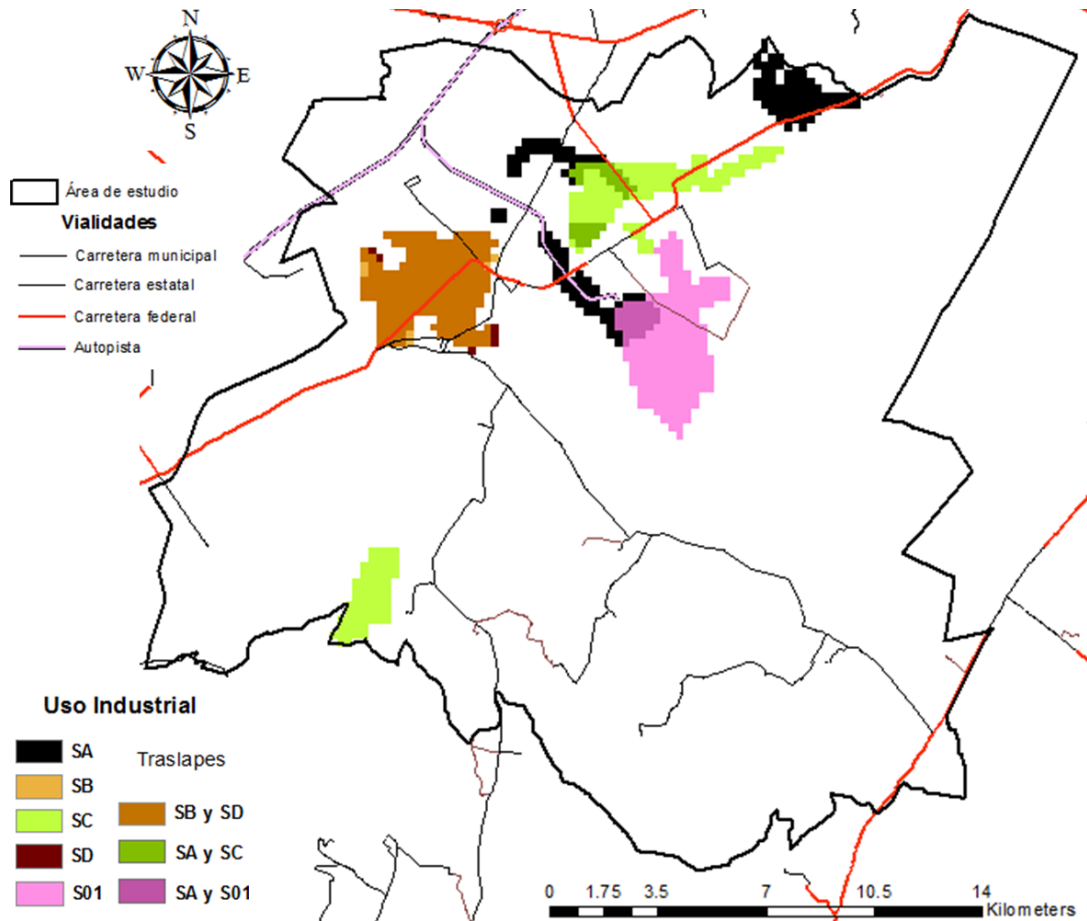 N
W E
S
Área de estudio
Vialidades
Carretera municipal
Carretera estatal
Carretera federal
Autopista
Uso Industrial
SA
Traslapes
SB
SC
SD
S01
SB y SD
SA y SC
SA y S01
0 1.75 3.5 7 10.5 14
Kilometers